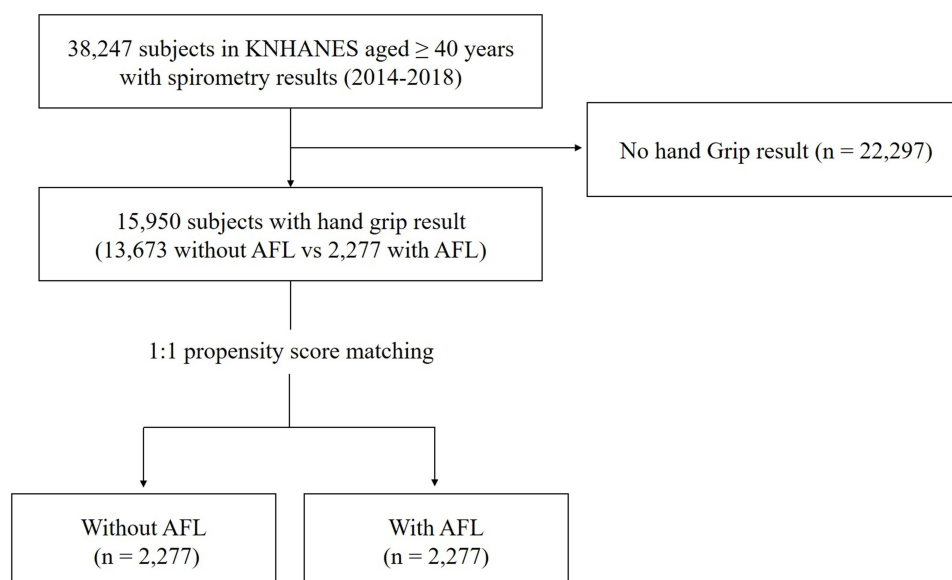 38,247 subjects in KNHANES aged ≥ 40 years
with spirometry results (2014-2018)
No hand Grip result (n = 22,297)
15,950 subjects with hand grip result
(13,673 without AFL vs 2,277 with AFL)
1:1 propensity score matching
Without AFL
(n = 2,277)
With AFL
(n = 2,277)